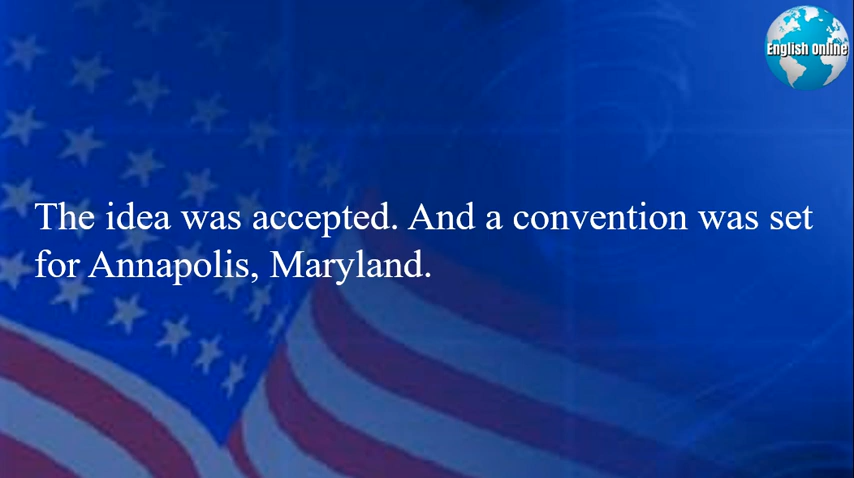 English Online
The idea was accepted. And a convention was set
for Annapolis, Maryland.